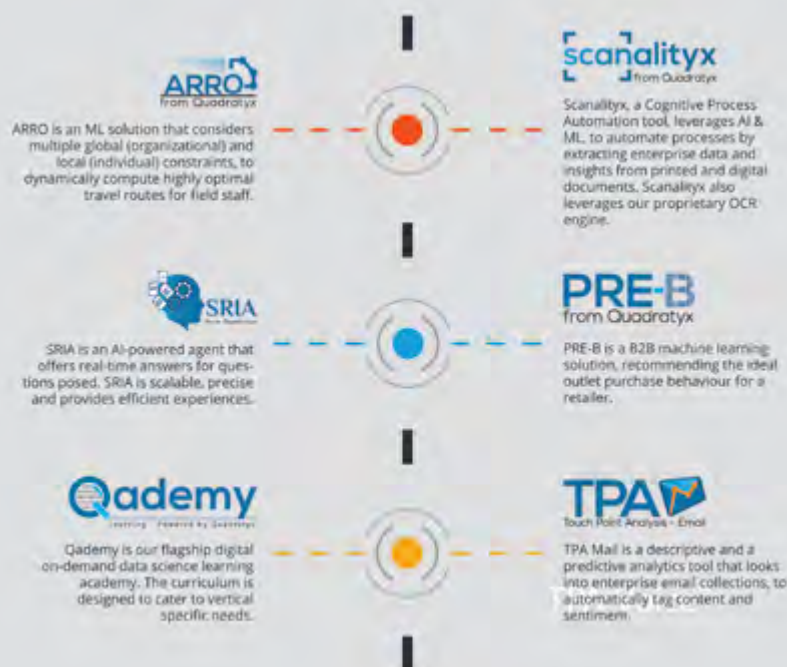 ARRO
from Quadratyx
ARRO is an ML solution that considers
multiple global (organizational) and
local (individual) constraints, to
dynamically compute highly optimal
travel routes for field staff.
scanalityx
from Quadratyx
Scanalityx, a Cognitive Process
Automation tool, leverages AI &
ML, to automate processes by
extracting enterprise data and
insights from printed and digital
documents. Scanalityx also
leverages our proprietary OCR
engine.
SRIA
from Quadratyx
SRIA is an AI-powered agent that
offers real-time answers for ques-
tions posed. SRIA is scalable, precise
and provides efficient experiences.
PRE-B
from Quadratyx
PRE-B is a B2B machine learning
solution, recommending the ideal
outlet purchase behaviour for a
retailer.
Qademy
Learning - Powered by Quadratyx
Qademy is our flagship digital
on-demand data science learning
academy. The curriculum is
designed to cater to vertical
specific needs.
TPA
Touch Point Analysis - Email
TPA Mail is a descriptive and a
predictive analytics tool that looks
into enterprise email collections, to
automatically tag content and
sentiment.